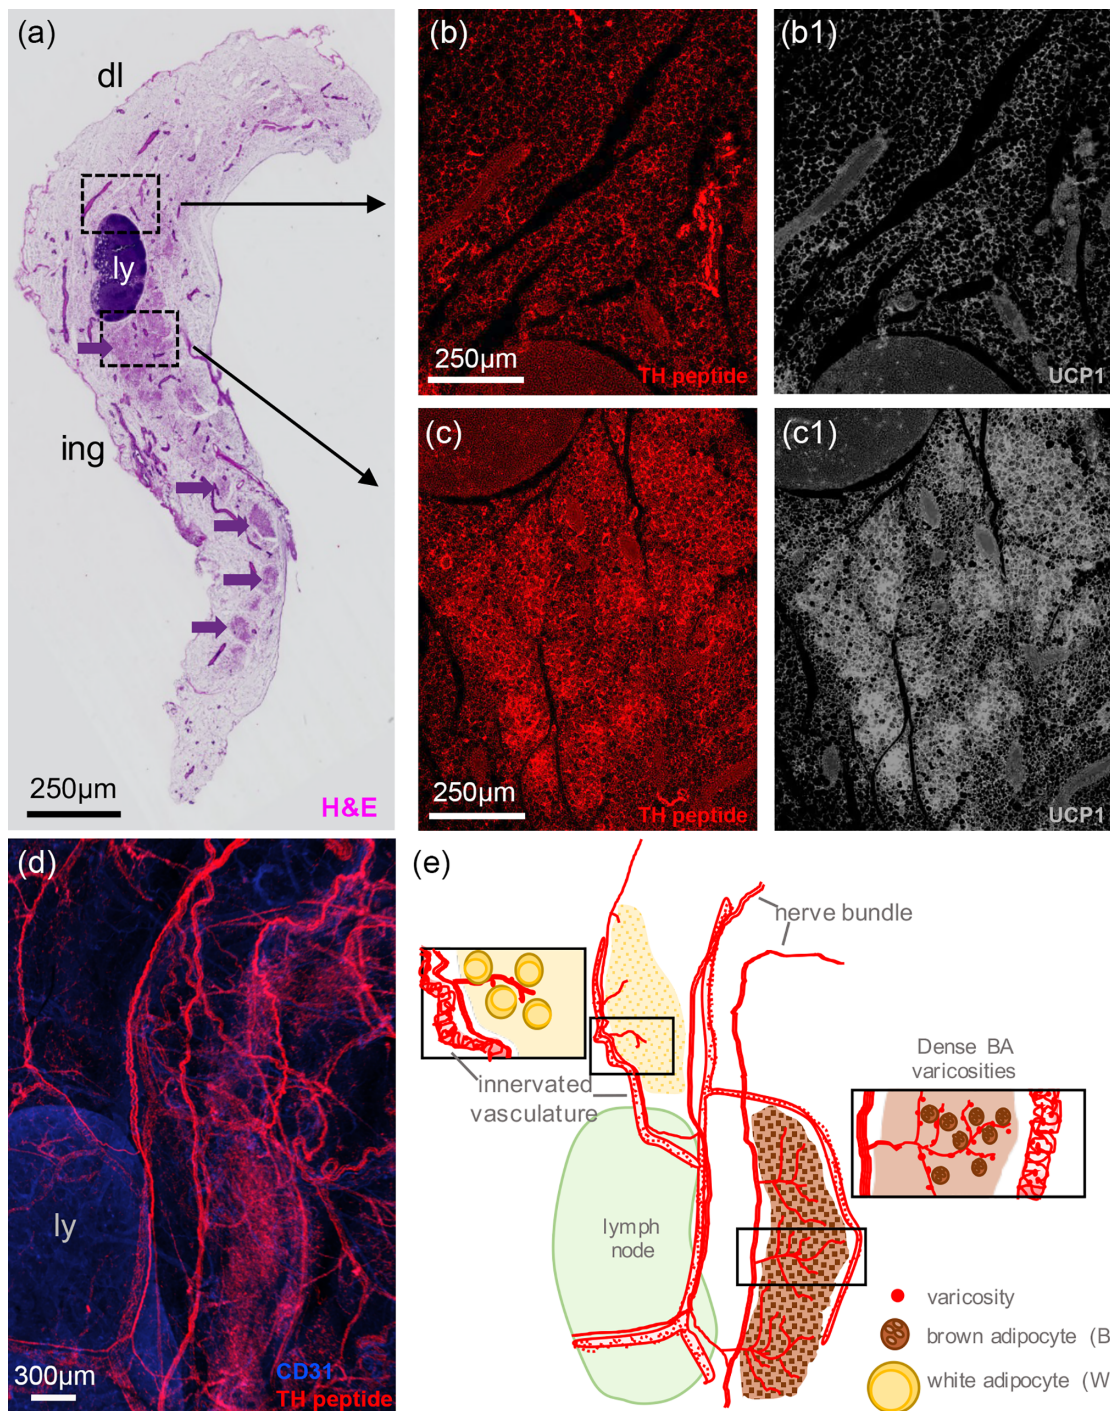 (a)
dl
ly
ing
250µm
H&E
(b)
250µm
TH peptide
(b1)
UCP1
(c)
250µm
TH peptide
(c1)
UCP1
(d)
ly
300µm
CD31
TH peptide
(e)
nerve bundle
innervated
vasculature
Dense BA
varicosities
lymph
node
varicosity
brown adipocyte (B
white adipocyte (W